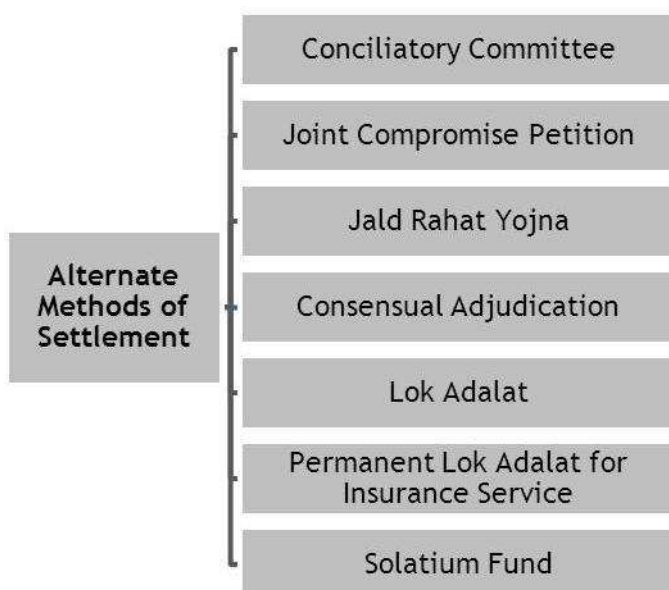 Alternate
Methods of
Settlement
Conciliatory Committee
Joint Compromise Petition
Jald Rahat Yojna
Consensual Adjudication
Lok Adalat
Permanent Lok Adalat for
Insurance Service
Solatium Fund